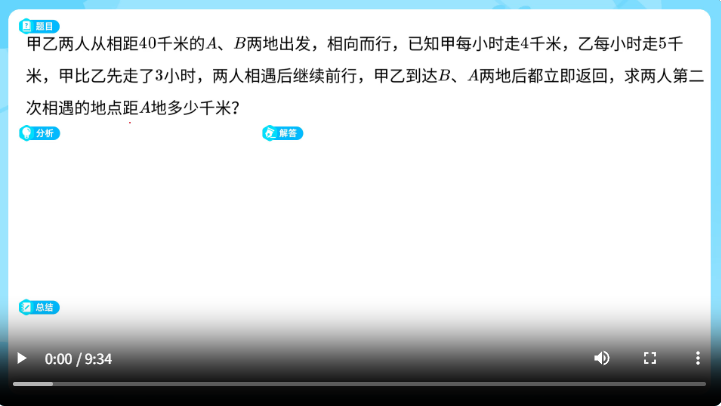 题目
甲乙两人从相距40千米的A、B两地出发，相向而行，已知甲每小时走4千米，乙每小时走5千
米，甲比乙先走了3小时，两人相遇后继续前行，甲乙到达B、A两地后都立即返回，求两人第二
次相遇的地点距A地多少千米？
分析
解答
总结
0:00 / 9:34